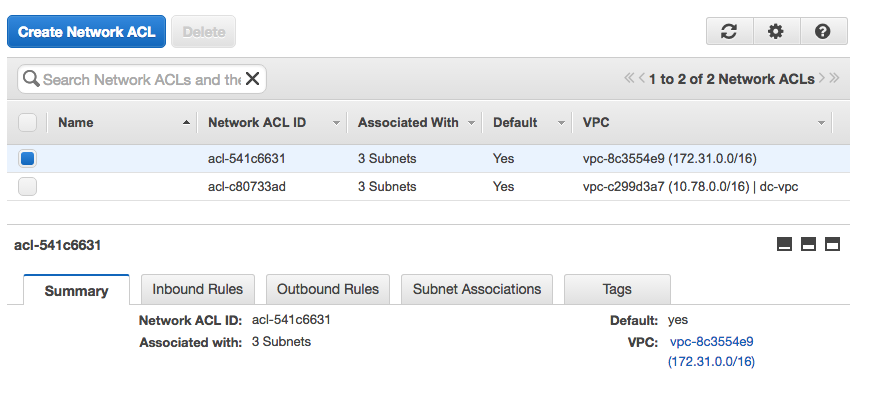 Create Network ACL Delete
Search Network ACLs and the
1 to 2 of 2 Network ACLs
Name Network ACL ID Associated With Default VPC
acl-541c6631 3 Subnets Yes vpc-8c3554e9 (172.31.0.0/16)
acl-c80733ad 3 Subnets Yes vpc-c299d3a7 (10.78.0.0/16) | dc-vpc
acl-541c6631
Summary Inbound Rules Outbound Rules Subnet Associations Tags
Network ACL ID: acl-541c6631 Default: yes
Associated with: 3 Subnets VPC: vpc-8c3554e9
(172.31.0.0/16)